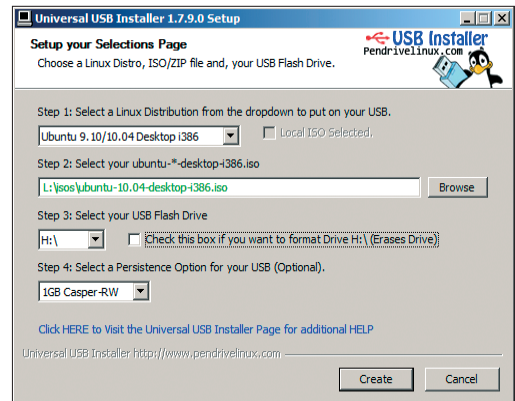 Universal USB Installer 1.7.9.0 Setup
Setup your Selections Page
Choose a Linux Distro, ISO/ZIP file and, your USB Flash Drive.
USB Installer
Pendrivelinux.com
Step 1: Select a Linux Distribution from the dropdown to put on your USB.
Ubuntu 9.10/10.04 Desktop i386
Local ISO Selected.
Step 2: Select your ubuntu-*-desktop-i386.iso
L:\isos\ubuntu-10.04-desktop-i386.iso
Browse
Step 3: Select your USB Flash Drive
H:\
Check this box if you want to format Drive H:\ (Erases Drive)
Step 4: Select a Persistence Option for your USB (Optional).
1GB Casper-RW
Click HERE to Visit the Universal USB Installer Page for additional HELP
Universal USB Installer http://www.pendrivelinux.com
Create
Cancel